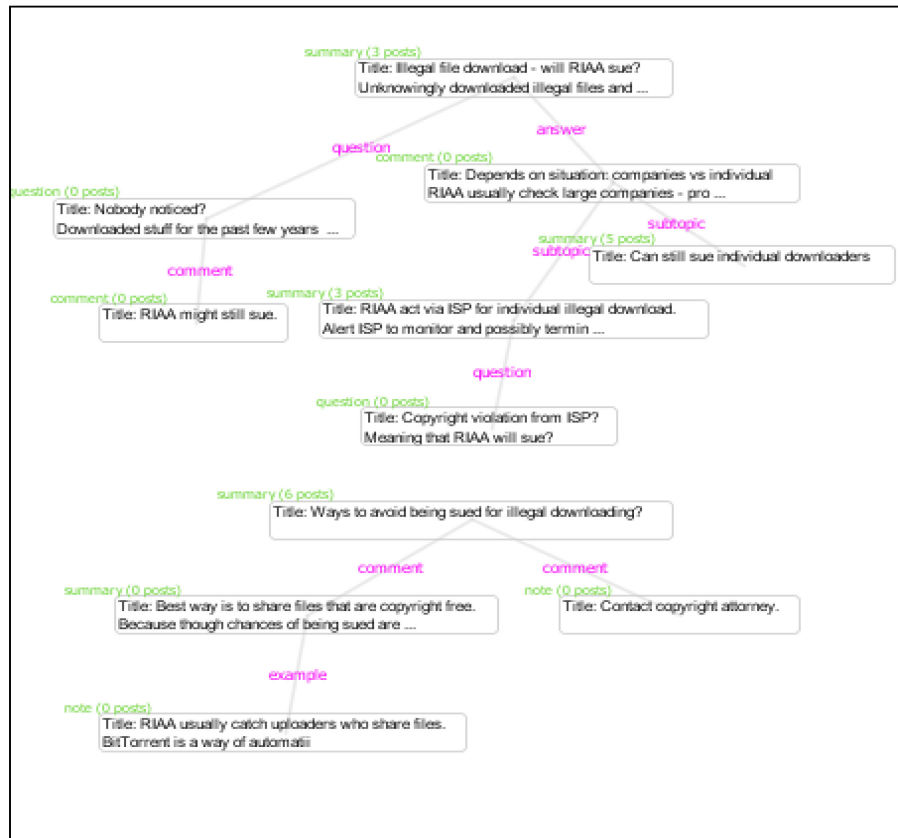 summary (3 posts)
Title: Illegal file download - will RIAA sue?
Unknowingly downloaded illegal files and ...
answer
question
comment (0 posts)
Title: Depends on situation: companies vs individual
RIAA usually check large companies - pro ...
question (0 posts)
Title: Nobody noticed?
Downloaded stuff for the past few years ...
subtopic
summary (5 posts)
subtopic
Title: Can still sue individual downloaders
comment
summary (3 posts)
comment (0 posts)
Title: RIAA act via ISP for individual illegal download.
Alert ISP to monitor and possibly termin ...
Title: RIAA might still sue.
question
question (0 posts)
Title: Copyright violation from ISP?
Meaning that RIAA will sue?
summary (6 posts)
Title: Ways to avoid being sued for illegal downloading?
comment
comment
summary (0 posts)
note (0 posts)
Title: Best way is to share files that are copyright free.
Because though chances of being sued are ...
Title: Contact copyright attorney.
example
note (0 posts)
Title: RIAA usually catch uploaders who share files.
BitTorrent is a way of automatii